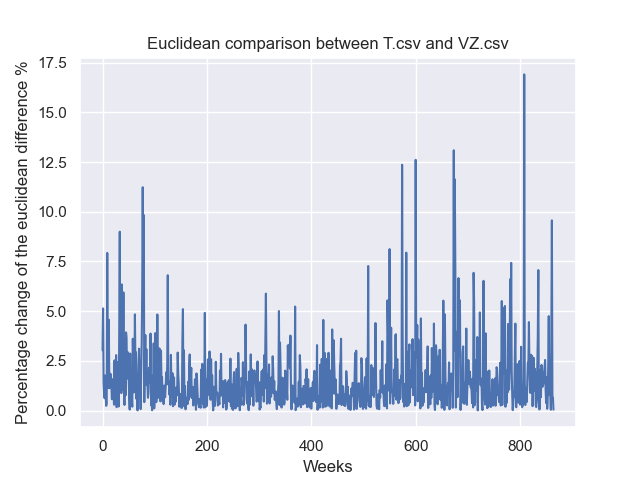 Euclidean comparison between T.csv and VZ.csv
Percentage change of the euclidean difference %
17.5
15.0
12.5
10.0
7.5
5.0
2.5
0.0
0 200 400 600 800
Weeks